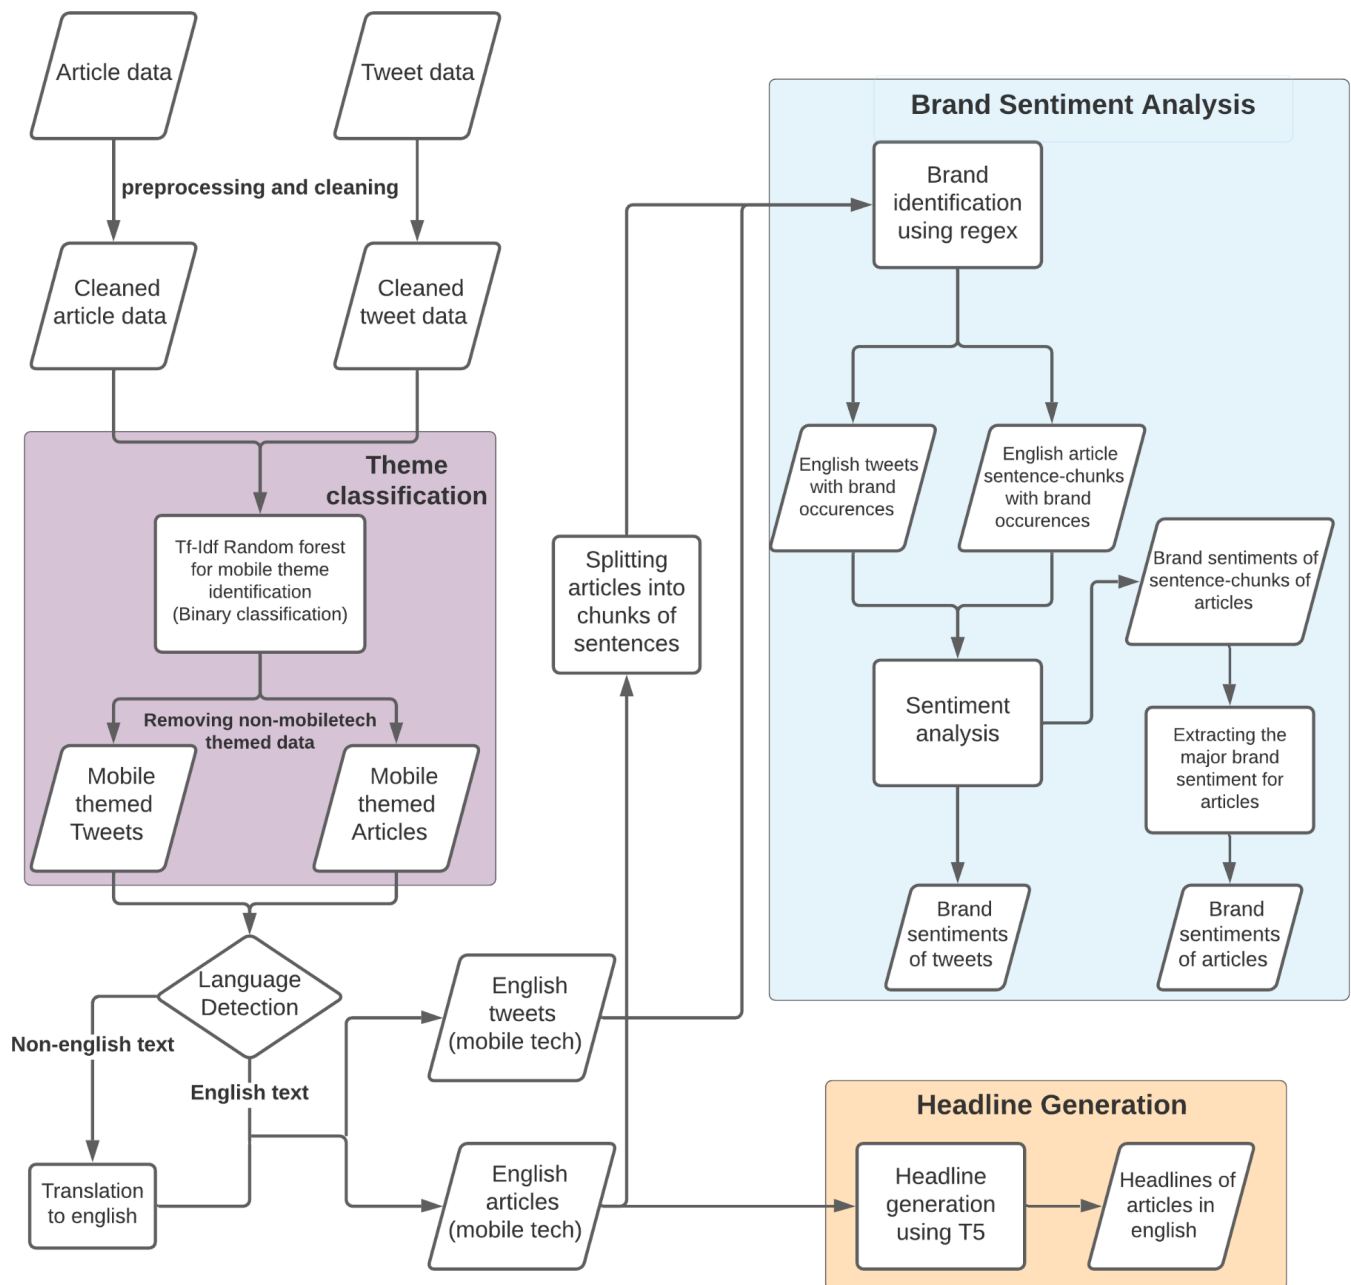 Article data
Tweet data
preprocessing and cleaning
Cleaned
article data
Cleaned
tweet data
Theme
classification
Tf-Idf Random forest
for mobile theme
identification
(Binary classification)
Removing non-mobiletech
themed data
Mobile
themed
Tweets
Mobile
themed
Articles
Language
Detection
Non-english text
English text
Translation
to english
English
tweets
(mobile tech)
English
articles
(mobile tech)
Splitting
articles into
chunks of
sentences
Brand Sentiment Analysis
Brand
identification
using regex
English tweets
with brand
occurences
English article
sentence-chunks
with brand
occurences
Sentiment
analysis
Brand sentiments of
sentence-chunks of
articles
Extracting the
major brand
sentiment for
articles
Brand
sentiments
of tweets
Brand
sentiments
of articles
Headline Generation
Headline
generation
using T5
Headlines of
articles in
english